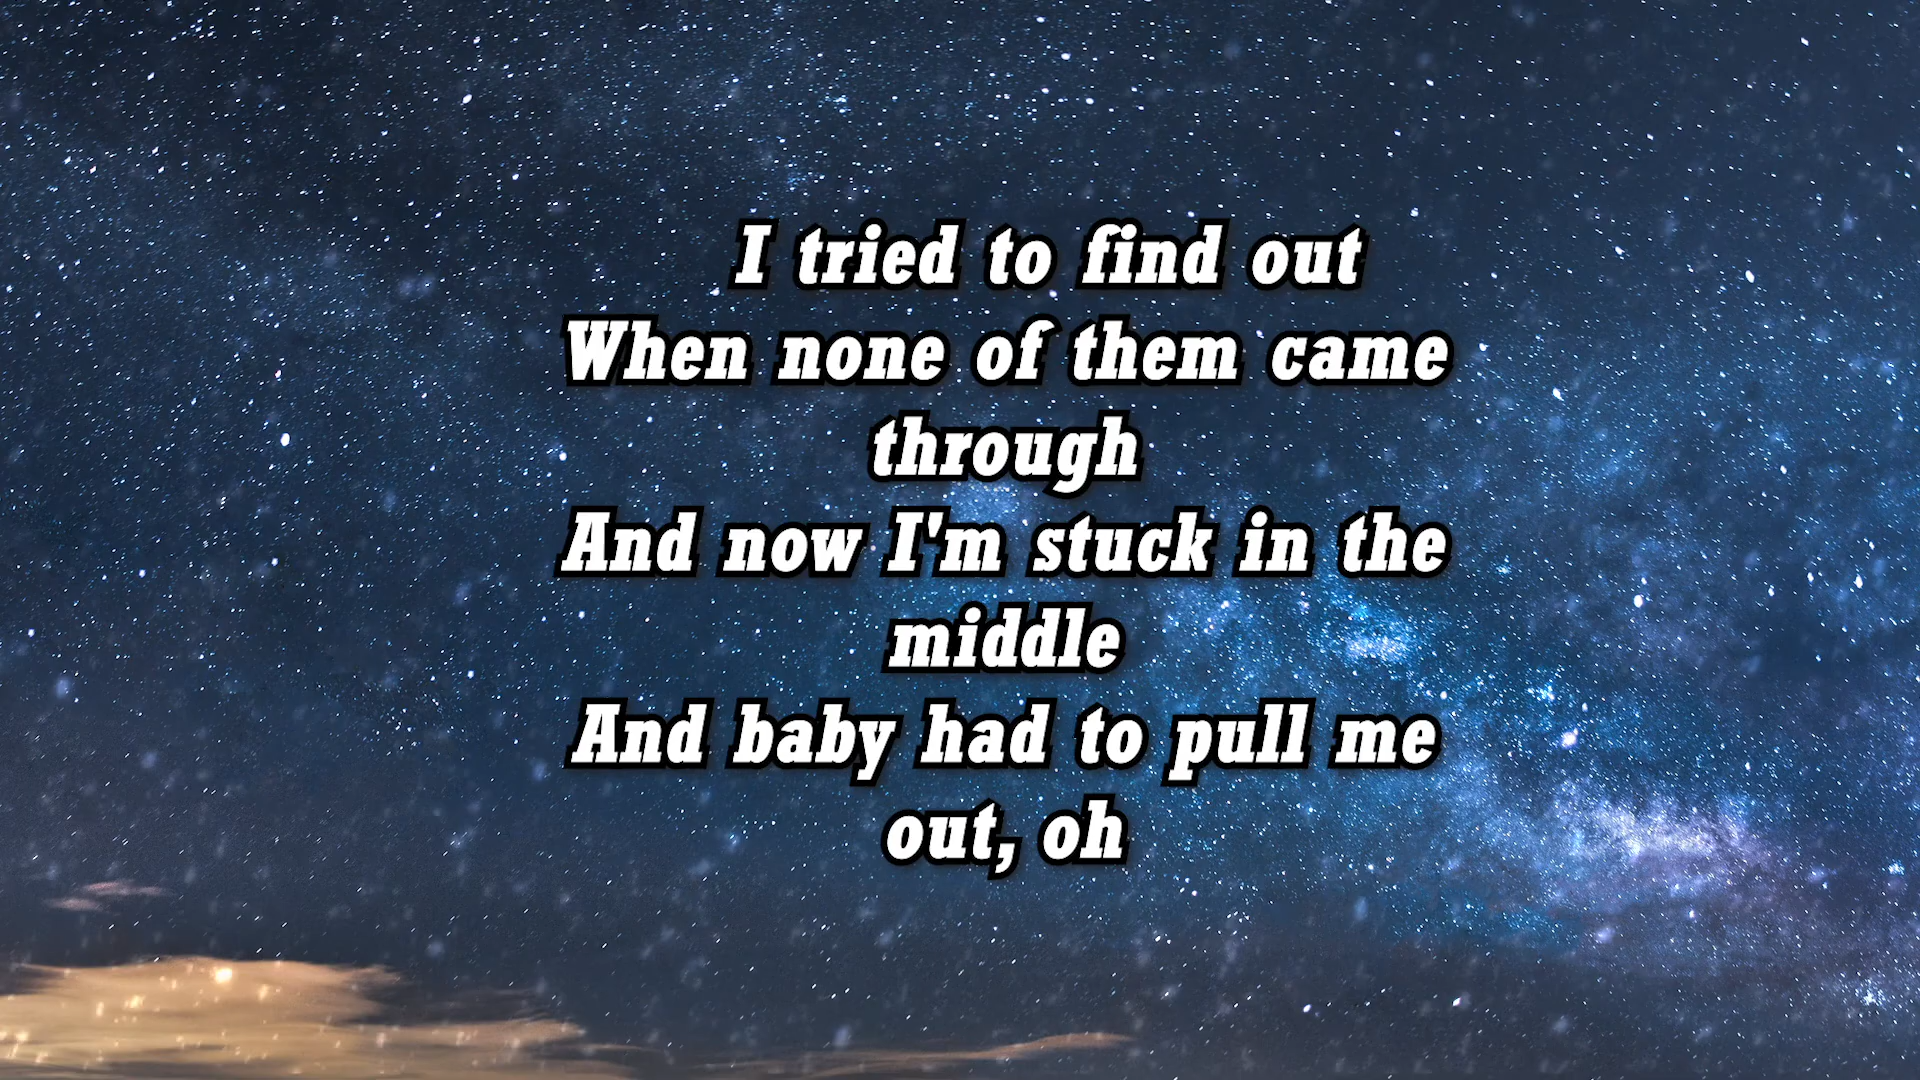 I tried to find out
When none of them came
through
And now I'm stuck in the
middle
And baby had to pull me
out, oh